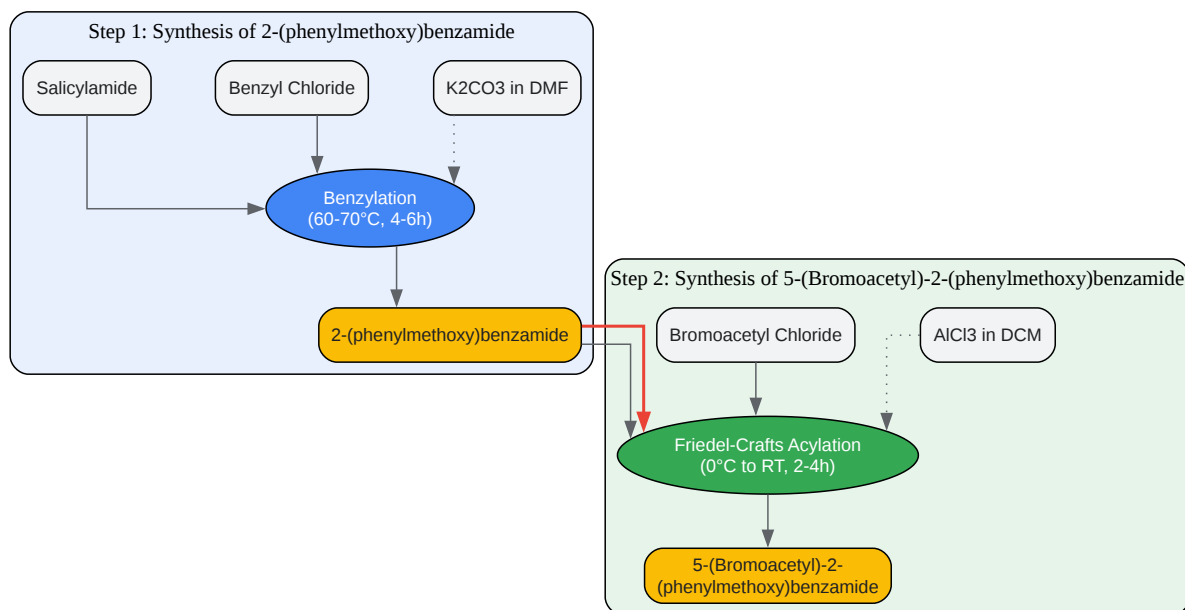 Step 1: Synthesis of 2-(phenylmethoxy)benzamide
Salicylamide
Benzyl Chloride
K2CO3 in DMF
Benzylation
(60-70°C, 4-6h)
2-(phenylmethoxy)benzamide
Step 2: Synthesis of 5-(Bromoacetyl)-2-(phenylmethoxy)benzamide
Bromoacetyl Chloride
AlCl3 in DCM
Friedel-Crafts Acylation
(0°C to RT, 2-4h)
5-(Bromoacetyl)-2-
(phenylmethoxy)benzamide